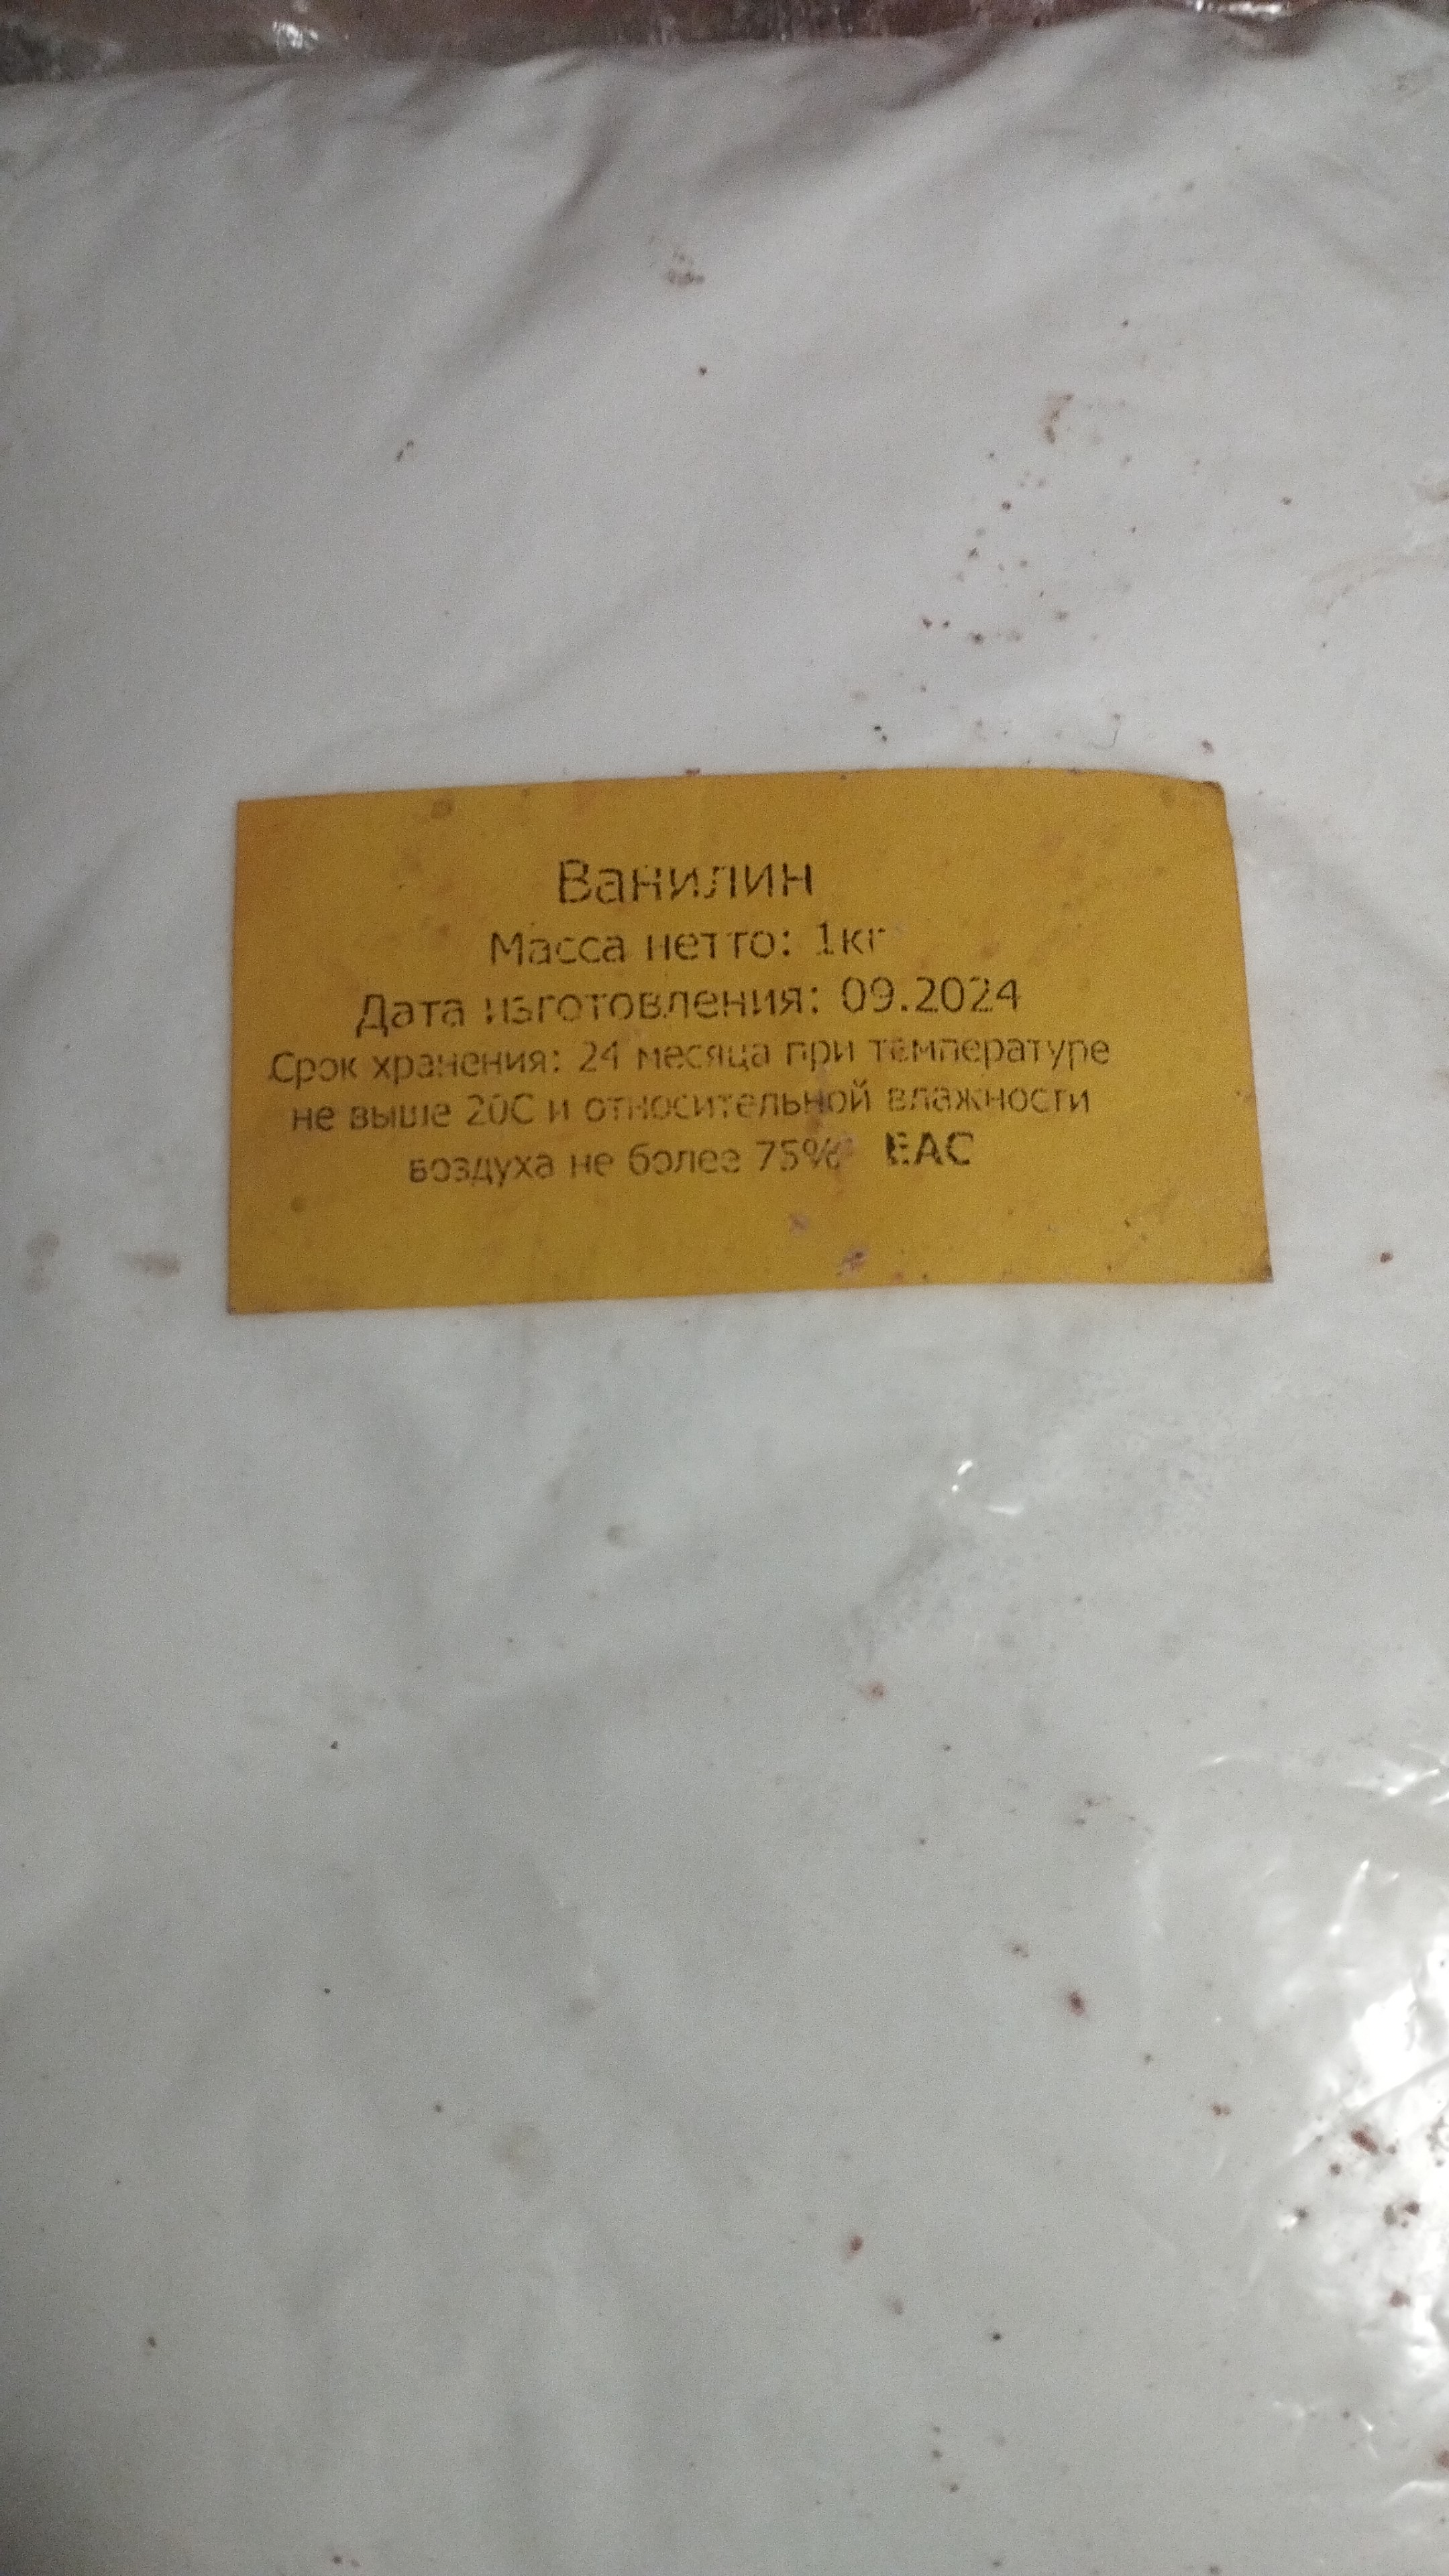 Ванилин
Масса нетто: 1кг
Дата изготовления: 09.2024
Срок хранения: 24 месяца при температуре
не выше 20С и относительной влажности
воздуха не более 75% EAC